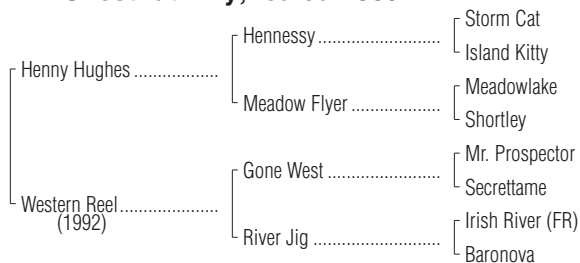 Hennessy ..................
Storm Cat
Island Kitty
Henny Hughes ..................
Meadow Flyer ..................
Meadowlake
Shortley
Gone West ..................
Mr. Prospector
Secrettame
Western Reel ..................
(1992)
River Jig ..................
Irish River (FR)
Baronova